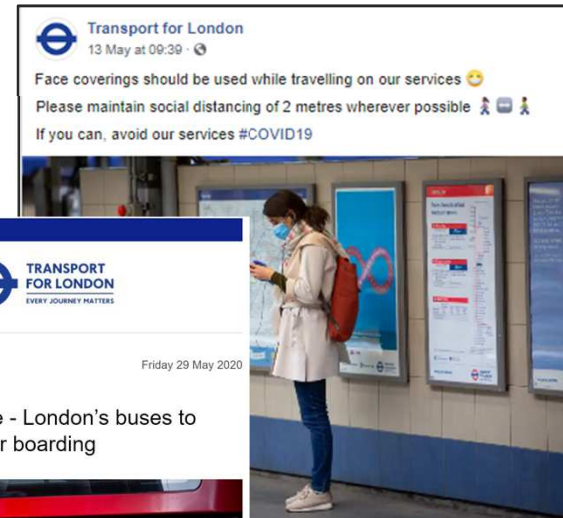 Transport for London
13 May at 09:39
Face coverings should be used while travelling on our services
Please maintain social distancing of 2 metres wherever possible
If you can, avoid our services #COVID19
TRANSPORT
FOR LONDON
EVERY JOURNEY MATTERS
Friday 29 May 2020
e - London's buses to
r boarding